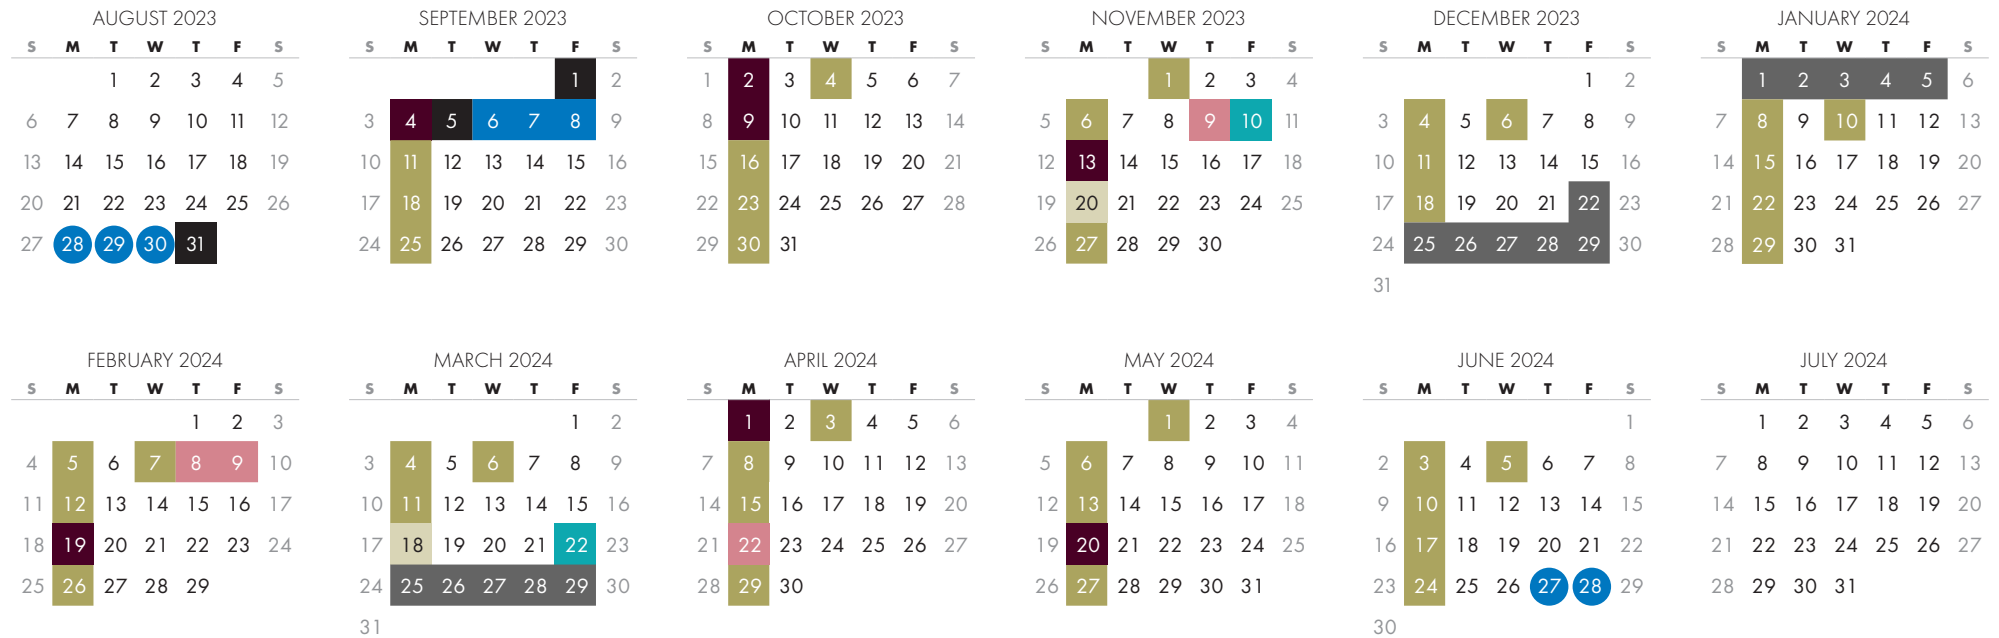 AUGUST 2023
S M T W T F S
1 2 3 4 5
6 7 8 9 10 11 12
13 14 15 16 17 18 19
20 21 22 23 24 25 26
27 28 29 30 31
SEPTEMBER 2023
S M T W T F S
1 2
3 4 5 6 7 8 9
10 11 12 13 14 15 16
17 18 19 20 21 22 23
24 25 26 27 28 29 30
OCTOBER 2023
S M T W T F S
1 2 3 4 5 6 7
8 9 10 11 12 13 14
15 16 17 18 19 20 21
22 23 24 25 26 27 28
29 30 31
NOVEMBER 2023
S M T W T F S
1 2 3 4
5 6 7 8 9 10 11
12 13 14 15 16 17 18
19 20 21 22 23 24 25
26 27 28 29 30
DECEMBER 2023
S M T W T F S
1 2
3 4 5 6 7 8 9
10 11 12 13 14 15 16
17 18 19 20 21 22 23
24 25 26 27 28 29 30
31
JANUARY 2024
S M T W T F S
1 2 3 4 5 6
7 8 9 10 11 12 13
14 15 16 17 18 19 20
21 22 23 24 25 26 27
28 29 30 31
FEBRUARY 2024
S M T W T F S
1 2 3
4 5 6 7 8 9 10
11 12 13 14 15 16 17
18 19 20 21 22 23 24
25 26 27 28 29
MARCH 2024
S M T W T F S
1 2
3 4 5 6 7 8 9
10 11 12 13 14 15 16
17 18 19 20 21 22 23
24 25 26 27 28 29 30
31
APRIL 2024
S M T W T F S
1 2 3 4 5 6
7 8 9 10 11 12 13
14 15 16 17 18 19 20
21 22 23 24 25 26 27
28 29 30
MAY 2024
S M T W T F S
1 2 3 4
5 6 7 8 9 10 11
12 13 14 15 16 17 18
19 20 21 22 23 24 25
26 27 28 29 30 31
JUNE 2024
S M T W T F S
1
2 3 4 5 6 7 8
9 10 11 12 13 14 15
16 17 18 19 20 21 22
23 24 25 26 27 28 29
30
JULY 2024
S M T W T F S
1 2 3 4 5 6
7 8 9 10 11 12 13
14 15 16 17 18 19 20
21 22 23 24 25 26 27
28 29 30 31